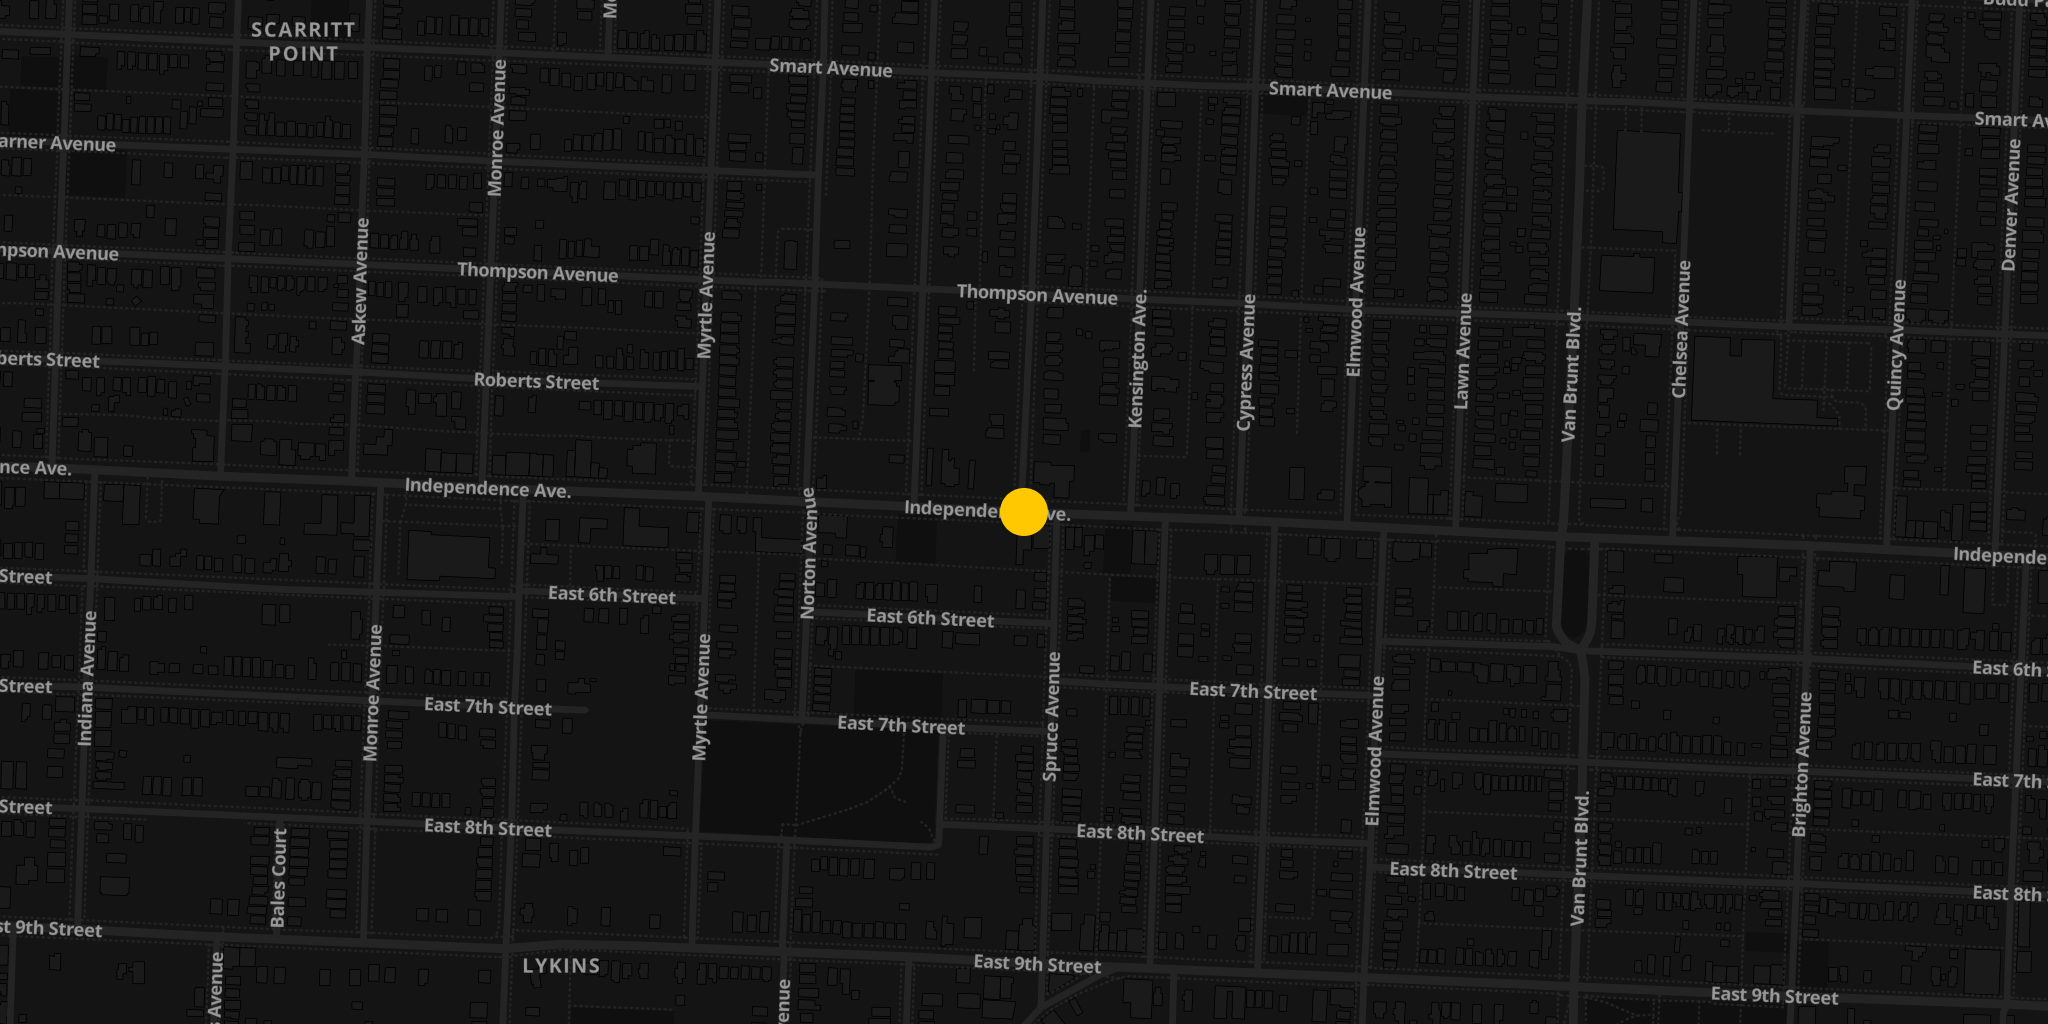 Budd P
SCARRITT
POINT
Smart Avenue
Smart Avenue
Smart Av
arner Avenue
Monroe Avenue
Denver Avenue
mpson Avenue
Askew Avenue
Thompson Avenue
Myrtle Avenue
Thompson Avenue
Kensington Ave.
Cypress Avenue
Elmwood Avenue
Lawn Avenue
Van Brunt Blvd.
Chelsea Avenue
Quincy Avenue
berts Street
Roberts Street
nce Ave.
Independence Ave.
Norton Avenue
Independe
ve.
Independe
Street
East 6th Street
East 6th Street
East 6th
Indiana Avenue
Monroe Avenue
Myrtle Avenue
Spruce Avenue
Elmwood Avenue
Brighton Avenue
Street
East 7th Street
East 7th Street
East 7th Street
East 7th
Street
East 8th Street
East 8th Street
East 8th Street
East 8th
Van Brunt Blvd.
Bales Court
st 9th Street
LYKINS
East 9th Street
East 9th Street
s Avenue
venue